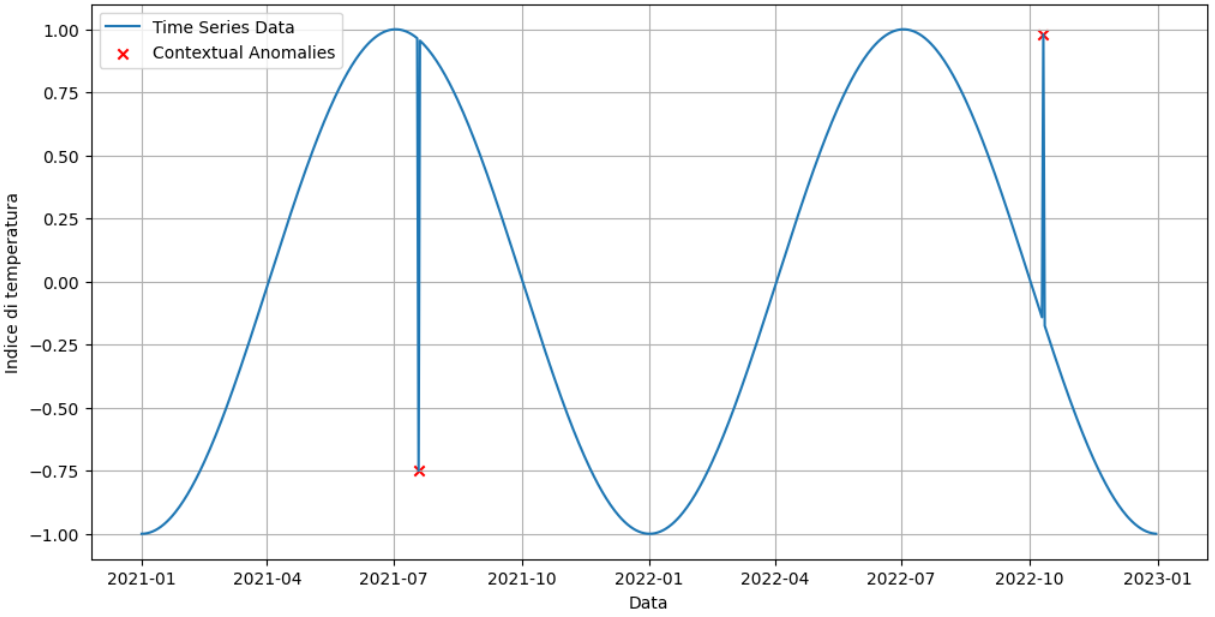 Time Series Data
Contextual Anomalies
Indice di temperatura
1.00
0.75
0.50
0.25
0.00
−0.25
−0.50
−0.75
−1.00
2021-01 2021-04 2021-07 2021-10 2022-01 2022-04 2022-07 2022-10 2023-01
Data